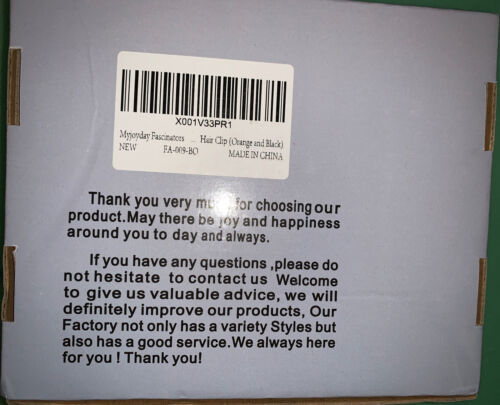 X001V33PR1
Myjoyday Fascinators ... Hair Clip (Orange and Black)
NEW FA-009-BO MADE IN CHINA
Thank you very for choosing our
product.May there be joy and happiness
around you to day and always.
If you have any questions ,please do
not hesitate to contact us Welcome
to give us valuable advice, we will
definitely improve our products, Our
Factory not only has a variety Styles but
also has a good service.We always here
for you ! Thank you!